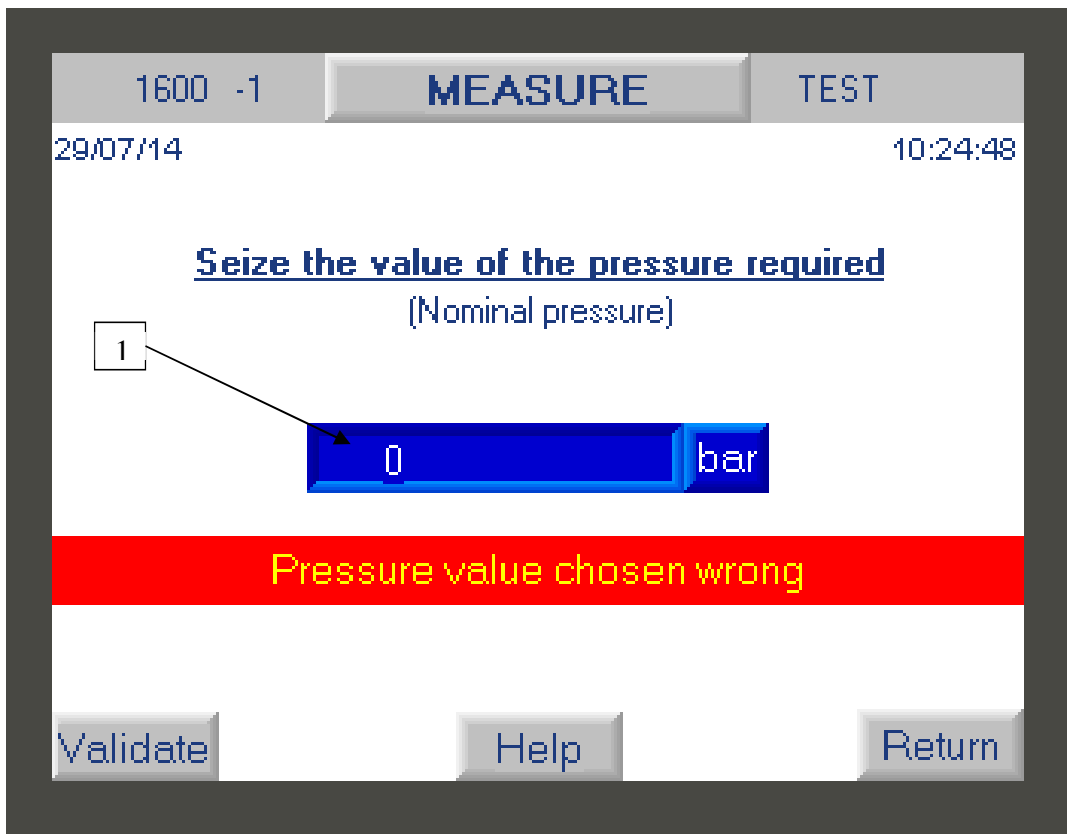 1600 -1 MEASURE TEST
29/07/14 10:24:48
Seize the value of the pressure required
(Nominal pressure)
1
0 bar
Pressure value chosen wrong
Validate Help Return